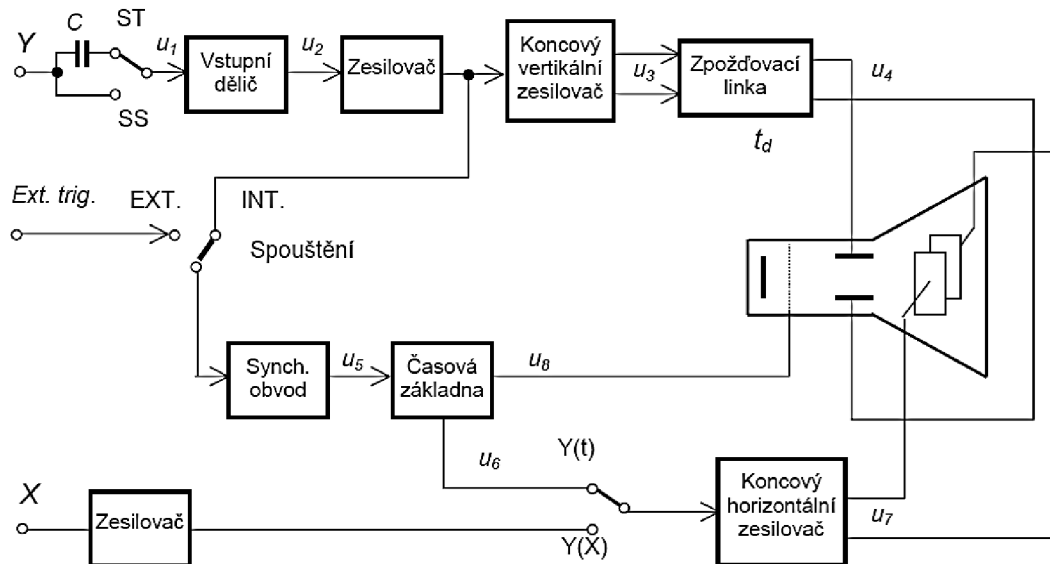 C
ST
Y
SS
u1
Vstupní
dělič
u2
Zesilovač
Koncový
vertikální
zesilovač
u3
Zpožďovací
linka
u4
td
Ext. trig.
EXT.
INT.
Spouštění
Synch.
obvod
u5
Časová
základna
u8
u6
Y(t)
X
Zesilovač
Y(X)
Koncový
horizontální
zesilovač
u7